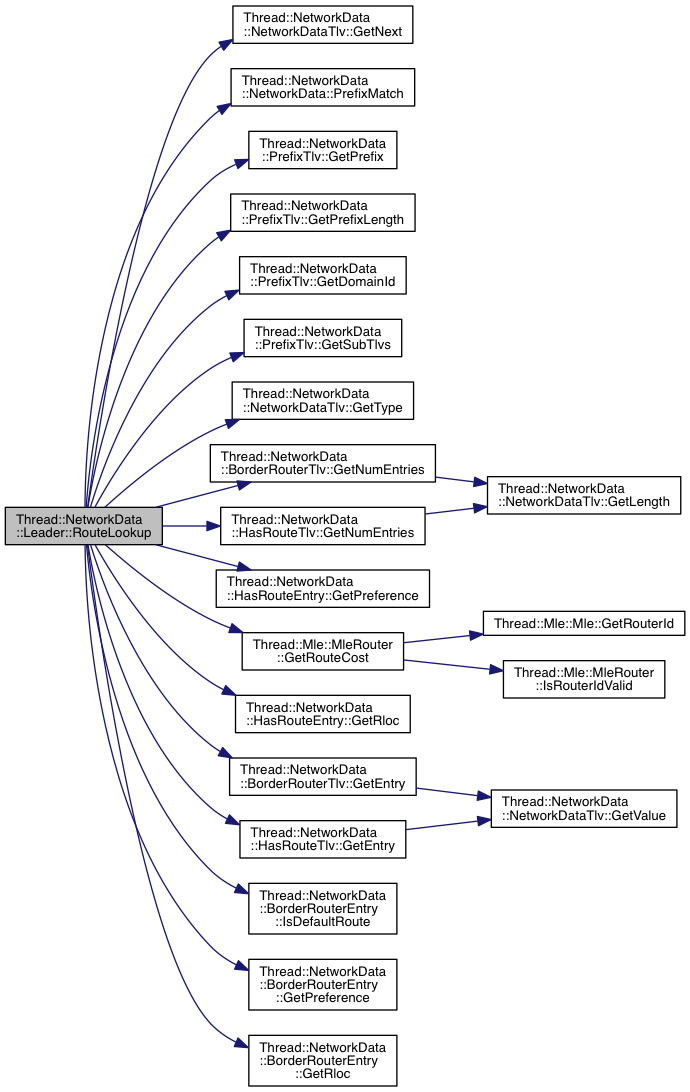 Thread::NetworkData
::NetworkDataTlv::GetNext
Thread::NetworkData
::NetworkData::PrefixMatch
Thread::NetworkData
::PrefixTlv::GetPrefix
Thread::NetworkData
::PrefixTlv::GetPrefixLength
Thread::NetworkData
::PrefixTlv::GetDomainId
Thread::NetworkData
::PrefixTlv::GetSubTlvs
Thread::NetworkData
::NetworkDataTlv::GetType
Thread::NetworkData
::BorderRouterTlv::GetNumEntries
Thread::NetworkData
::NetworkDataTlv::GetLength
Thread::NetworkData
::Leader::RouteLookup
Thread::NetworkData
::HasRouteTlv::GetNumEntries
Thread::NetworkData
::HasRouteEntry::GetPreference
Thread::Mle::Mle::GetRouterId
Thread::Mle::MleRouter
::GetRouteCost
Thread::Mle::MleRouter
::IsRouterIdValid
Thread::NetworkData
::HasRouteEntry::GetRloc
Thread::NetworkData
::BorderRouterTlv::GetEntry
Thread::NetworkData
::NetworkDataTlv::GetValue
Thread::NetworkData
::HasRouteTlv::GetEntry
Thread::NetworkData
::BorderRouterEntry
::IsDefaultRoute
Thread::NetworkData
::BorderRouterEntry
::GetPreference
Thread::NetworkData
::BorderRouterEntry
::GetRloc